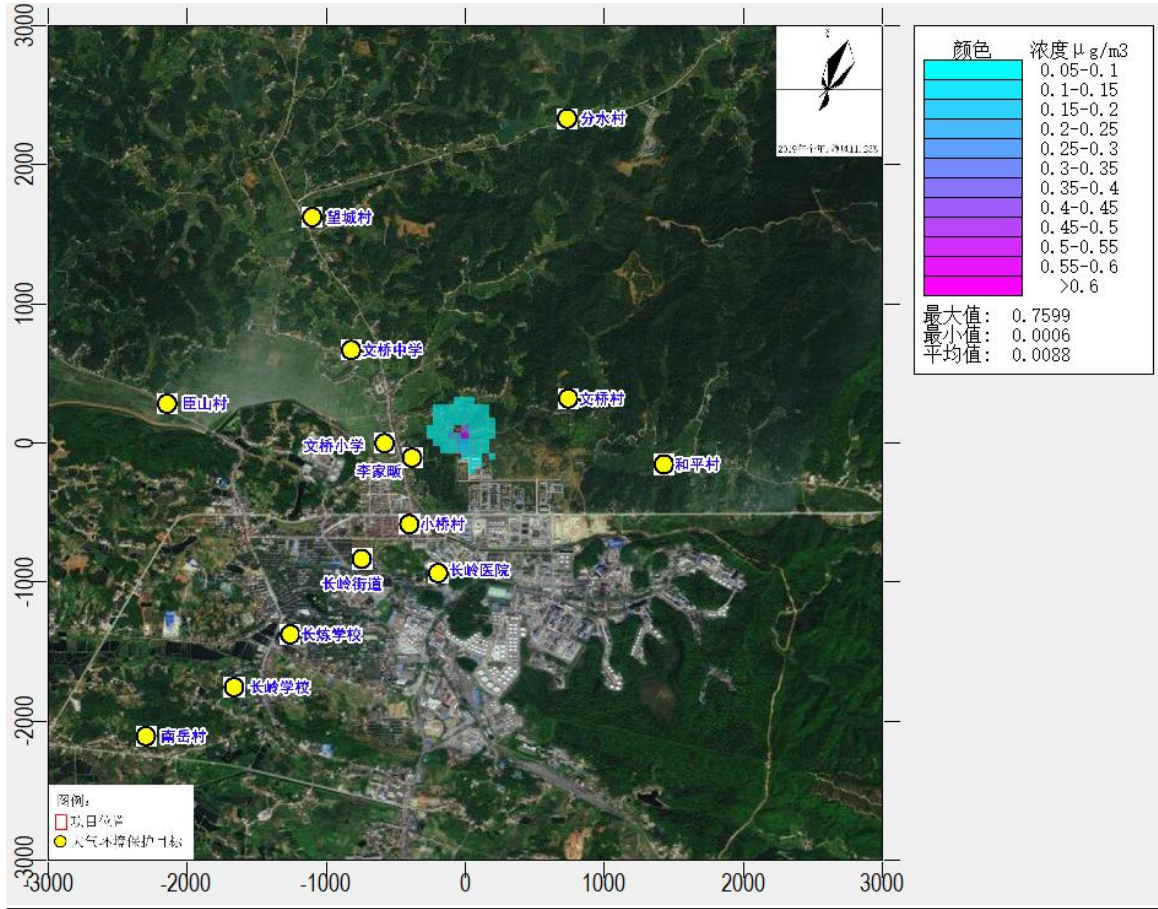 颜色 浓度μg/m3
0.05-0.1
0.1-0.15
0.15-0.2
0.2-0.25
0.25-0.3
0.3-0.35
0.35-0.4
0.4-0.45
0.45-0.5
0.5-0.55
0.55-0.6
>0.6
最大值: 0.7599
最小值: 0.0006
平均值: 0.0088
3000
2000
1000
0
-1000
-2000
-3000
分水村
望城村
文桥中学
臣山村
文桥村
文桥小学
李家畈
和平村
小桥村
长岭街道
长岭医院
长炼学校
长岭学校
南岳村
图例:
项目位置
大气环境保护目标
-3000 -2000 -1000 0 1000 2000 3000